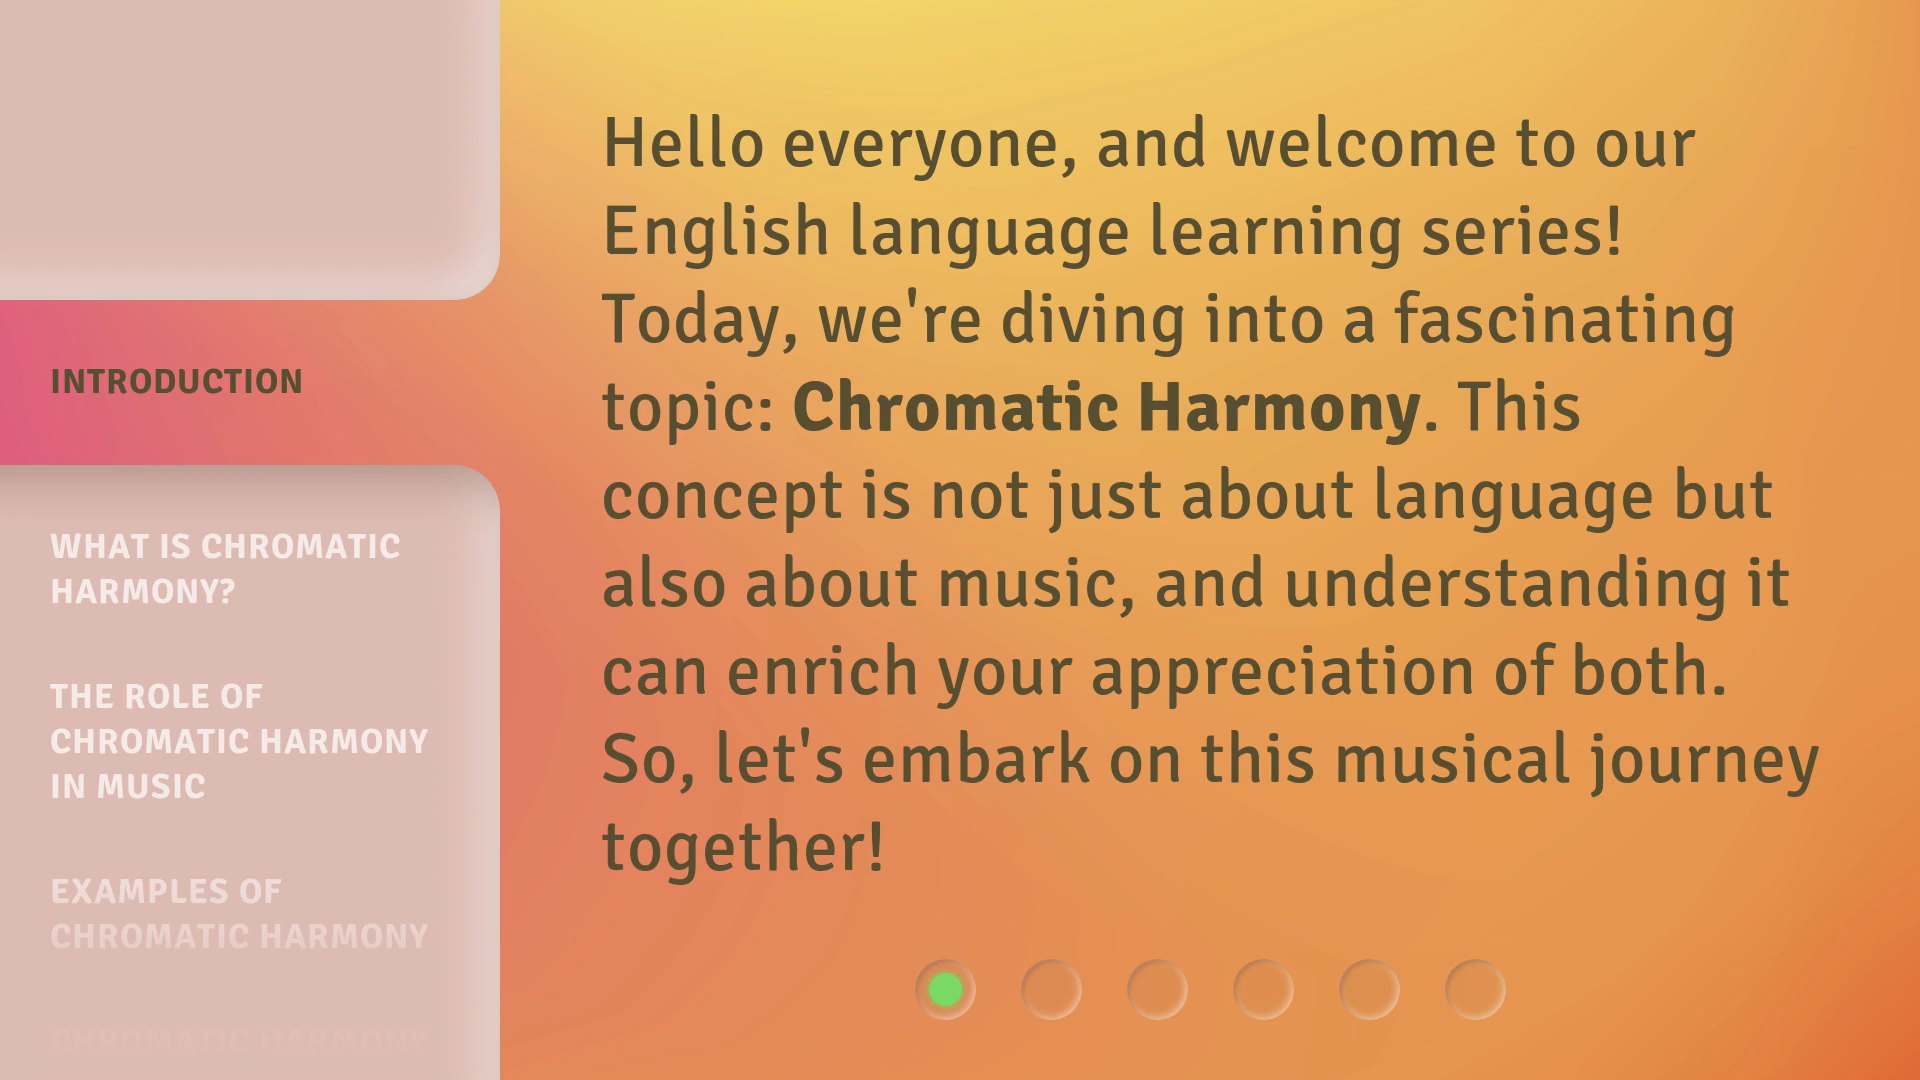 INTRODUCTION
WHAT IS CHROMATIC
HARMONY?
THE ROLE OF
CHROMATIC HARMONY
IN MUSIC
EXAMPLES OF
CHROMATIC HARMONY
CHROMATIC HARMONY
Hello everyone, and welcome to our
English language learning series!
Today, we're diving into a fascinating
topic: Chromatic Harmony. This
concept is not just about language but
also about music, and understanding it
can enrich your appreciation of both.
So, let's embark on this musical journey
together!